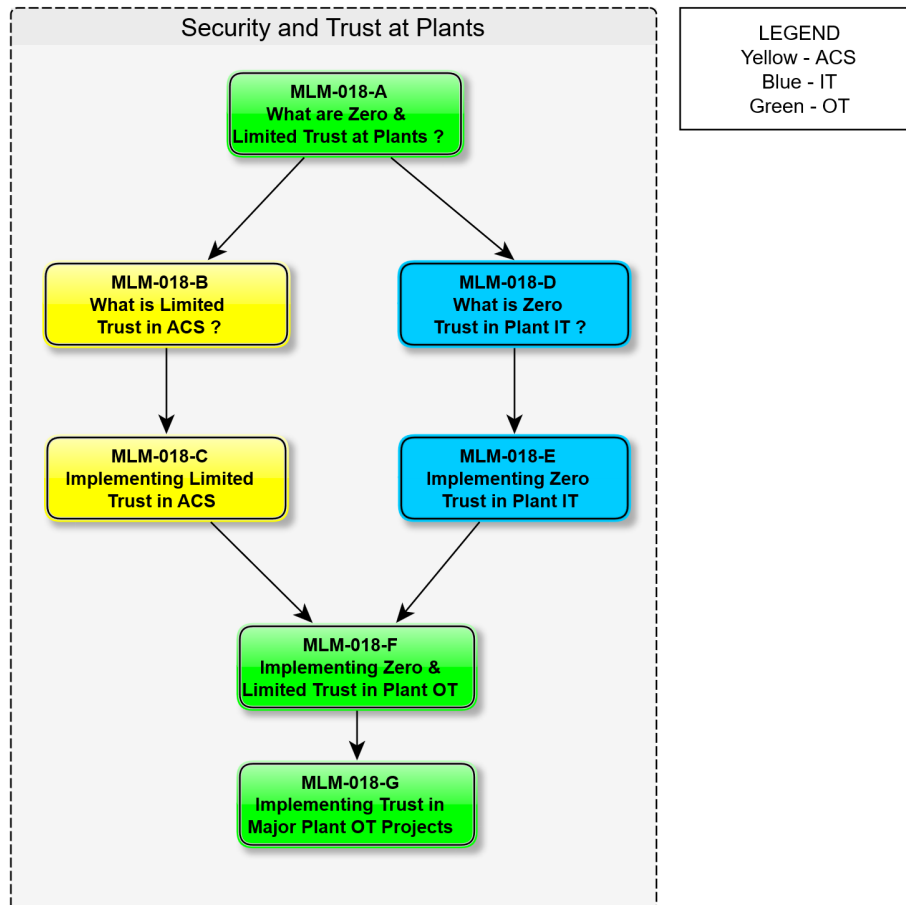 Security and Trust at Plants
LEGEND
Yellow - ACS
Blue - IT
Green - OT
MLM-018-A
What are Zero &
Limited Trust at Plants ?
MLM-018-B
What is Limited
Trust in ACS ?
MLM-018-D
What is Zero
Trust in Plant IT ?
MLM-018-C
Implementing Limited
Trust in ACS
MLM-018-E
Implementing Zero
Trust in Plant IT
MLM-018-F
Implementing Zero &
Limited Trust in Plant OT
MLM-018-G
Implementing Trust in
Major Plant OT Projects